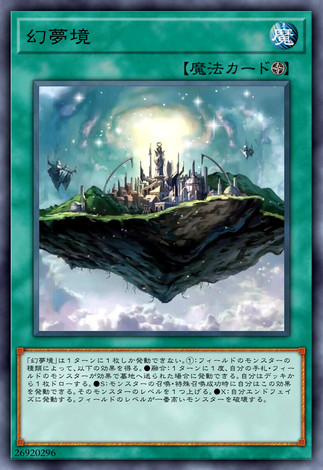 幻夢境
魔
【魔法カード】
「幻夢境」は１ターンに１枚しか発動できない。①：フィールドのモンスターの
種類によって、以下の効果を得る。●融合：１ターンに１度、自分の手札・フィ
ールドのモンスターが効果で墓地へ送られた場合に発動できる。自分はデッキか
ら１枚ドローする。●S：モンスターの召喚・特殊召喚成功時に自分はこの効果
を発動できる。そのモンスターのレベルを１つ上げる。●X：自分エンドフェイ
ズに発動する。フィールドのレベルが一番高いモンスターを破壊する。
26920296